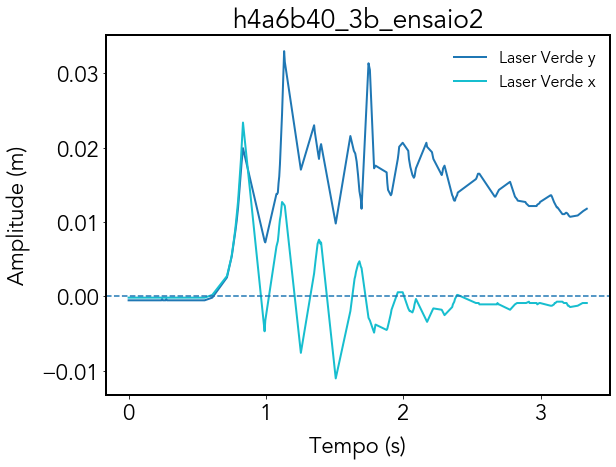 h4a6b40_3b_ensaio2
Laser Verde y
Laser Verde x
Amplitude (m)
0.03
0.02
0.01
0.00
−0.01
0
1
2
3
Tempo (s)